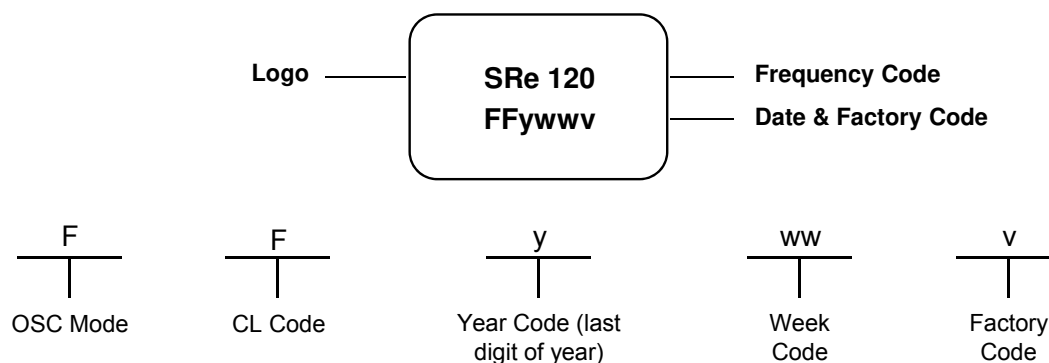 Logo
SRe 120
Frequency Code
FFywwv
Date & Factory Code
F
F
y
ww
v
OSC Mode
CL Code
Year Code (last
digit of year)
Week
Code
Factory
Code